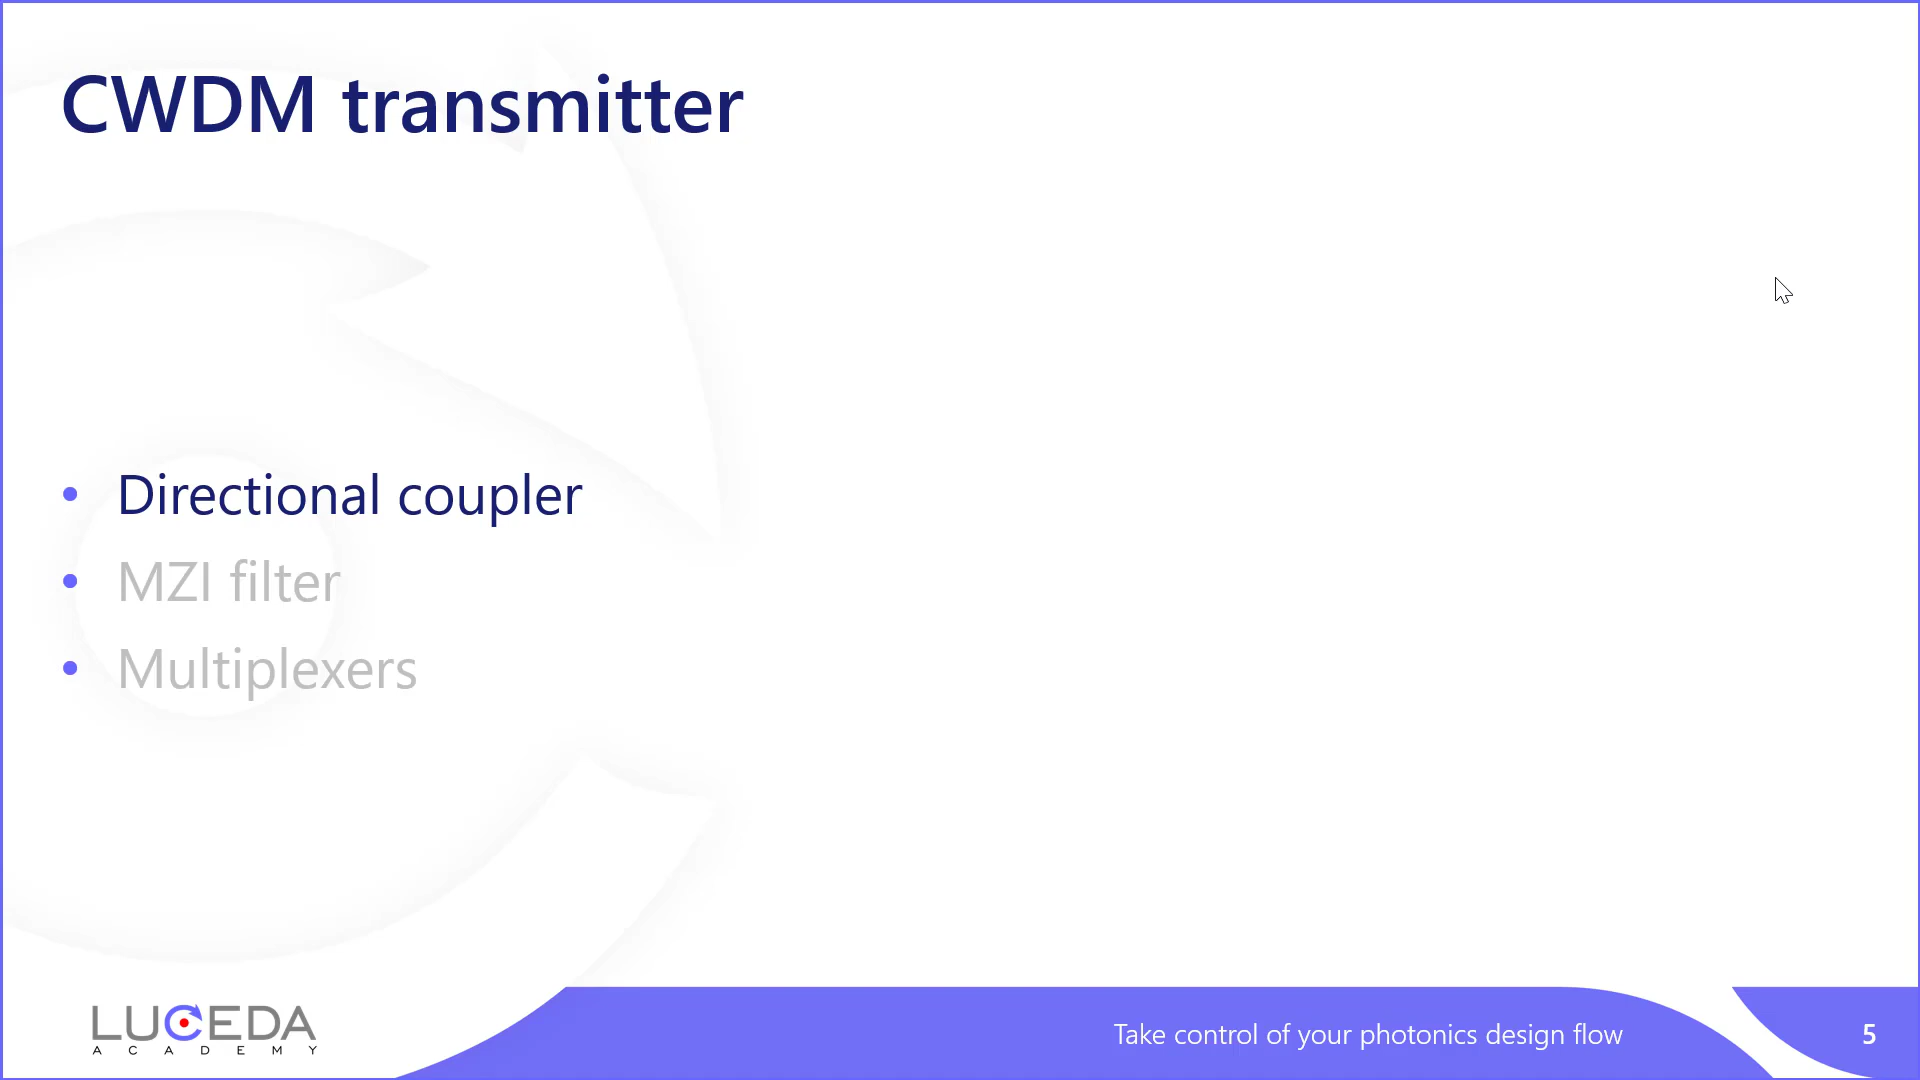 CWDM transmitter
• Directional coupler
• MZI filter
• Multiplexers
LUCEDA
ACADEMY
Take control of your photonics design flow
5